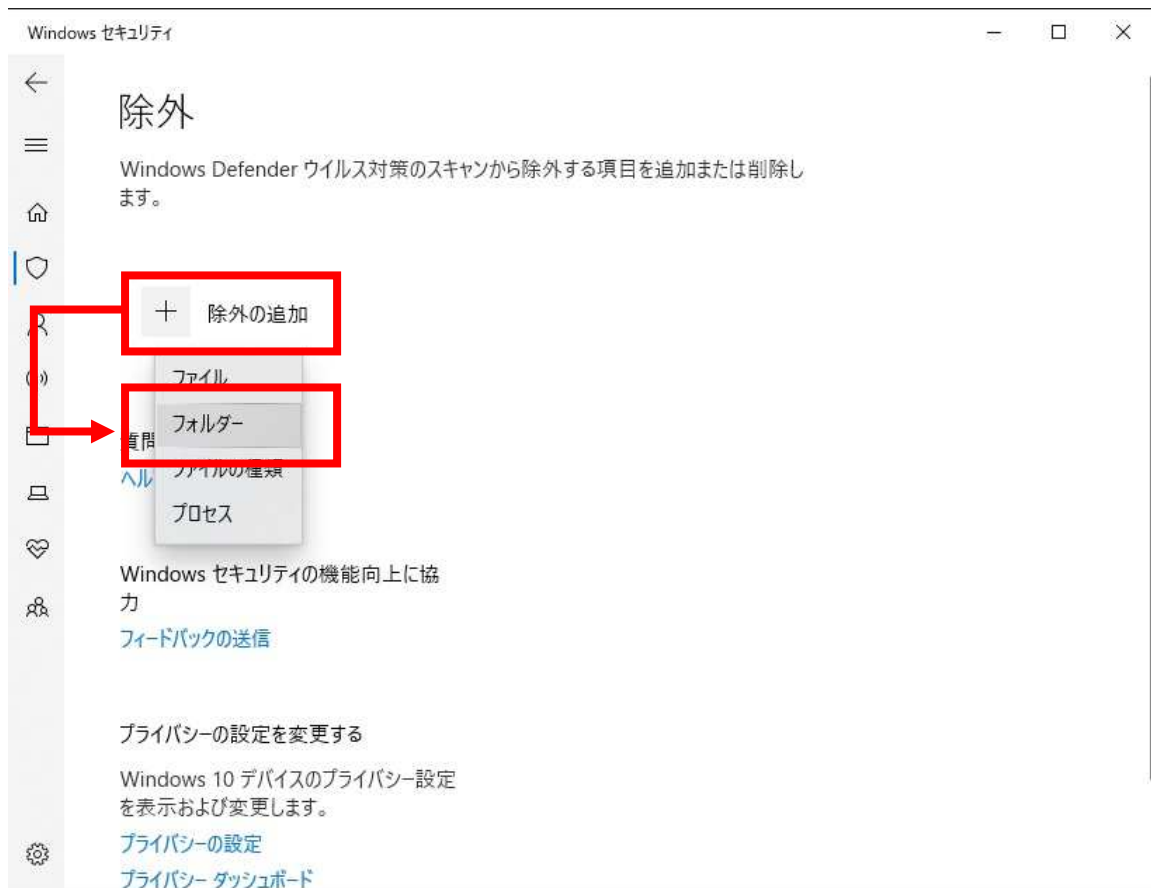 Windows セキュリティ
除外
Windows Defender ウイルス対策のスキャンから除外する項目を追加または削除し
ます。
除外の追加
ファイル
フォルダー
質問
ファイルの種類
ヘル
プロセス
Windows セキュリティの機能向上に協
力
フィードバックの送信
プライバシーの設定を変更する
Windows 10 デバイスのプライバシー設定
を表示および変更します。
プライバシーの設定
プライバシー ダッシュボード